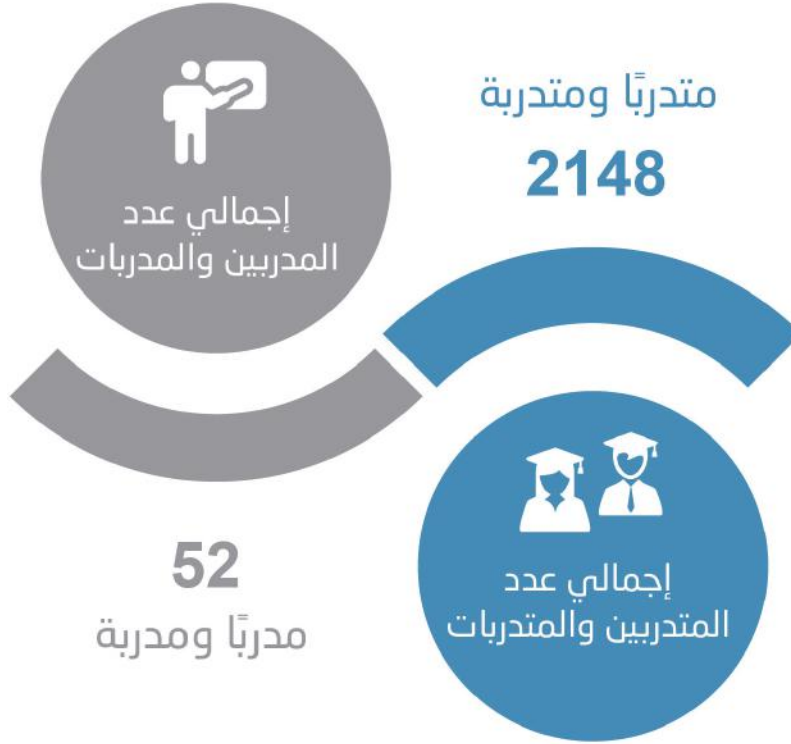 متدربًا ومتدربة
2148
إجمالي عدد
المتدربين والمتدربات
إجمالي عدد
المدربين والمدربات
52
مدربًا ومدربة